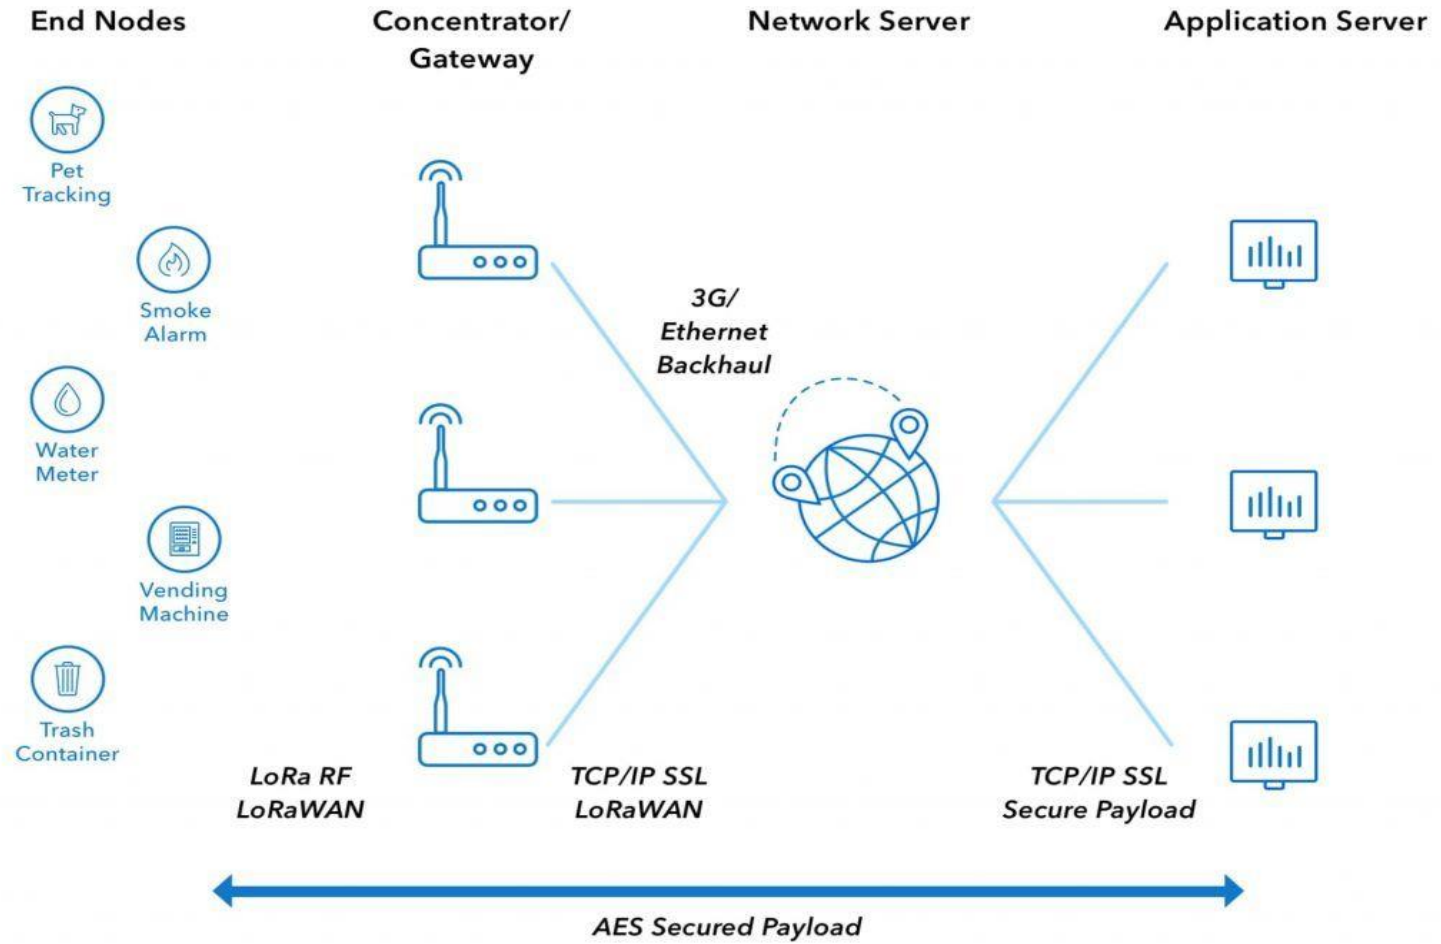 End Nodes
Concentrator/
Gateway
Network Server
Application Server
Pet
Tracking
Smoke
Alarm
Water
Meter
Vending
Machine
Trash
Container
3G/
Ethernet
Backhaul
LoRa RF
LoRaWAN
TCP/IP SSL
LoRaWAN
TCP/IP SSL
Secure Payload
AES Secured Payload